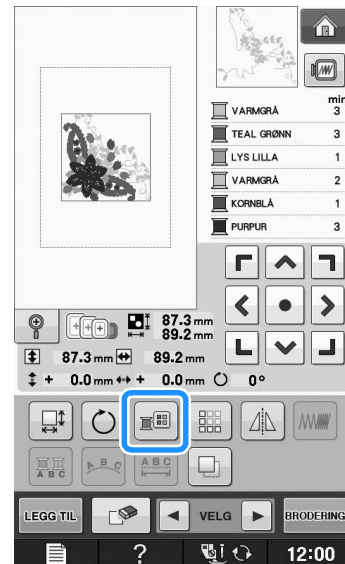 min
VARMGRÅ 3
TEAL GRØNN 3
LYS LILLA 1
VARMGRÅ 2
KORNBLÅ 1
PURPUR 3
87.3 mm
89.2 mm
87.3 mm 89.2 mm
+ 0.0 mm + 0.0 mm 0°
A B C A B C A B C
LEGG TIL VELG BRODERING
? 12:00